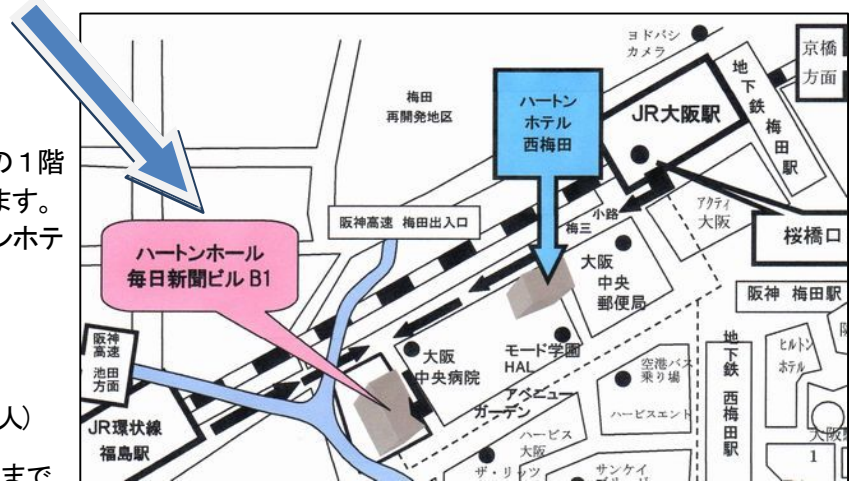 の１階
ます。
ンホテ
人）
まで
ヨドバシ
カメラ
京橋
方面
梅田
再開発地区
ハートン
ホテル
西梅田
JR大阪駅
地下鉄 梅田駅
阪神高速 梅田出入口
小路
梅三
アクティ
大阪
桜橋口
ハートンホール
毎日新聞ビル B1
大阪
中央
郵便局
阪神 梅田駅
阪神
高速
池田
方面
大阪
中央病院
モード学園
HAL
アベニュー
ガーデン
空港バス
乗り場
地下鉄 西梅田駅
ヒルトン
ホテル
JR環状線
福島駅
ハービスエント
ハービス
大阪
ザ・リッツ
サンケイ
大阪
1